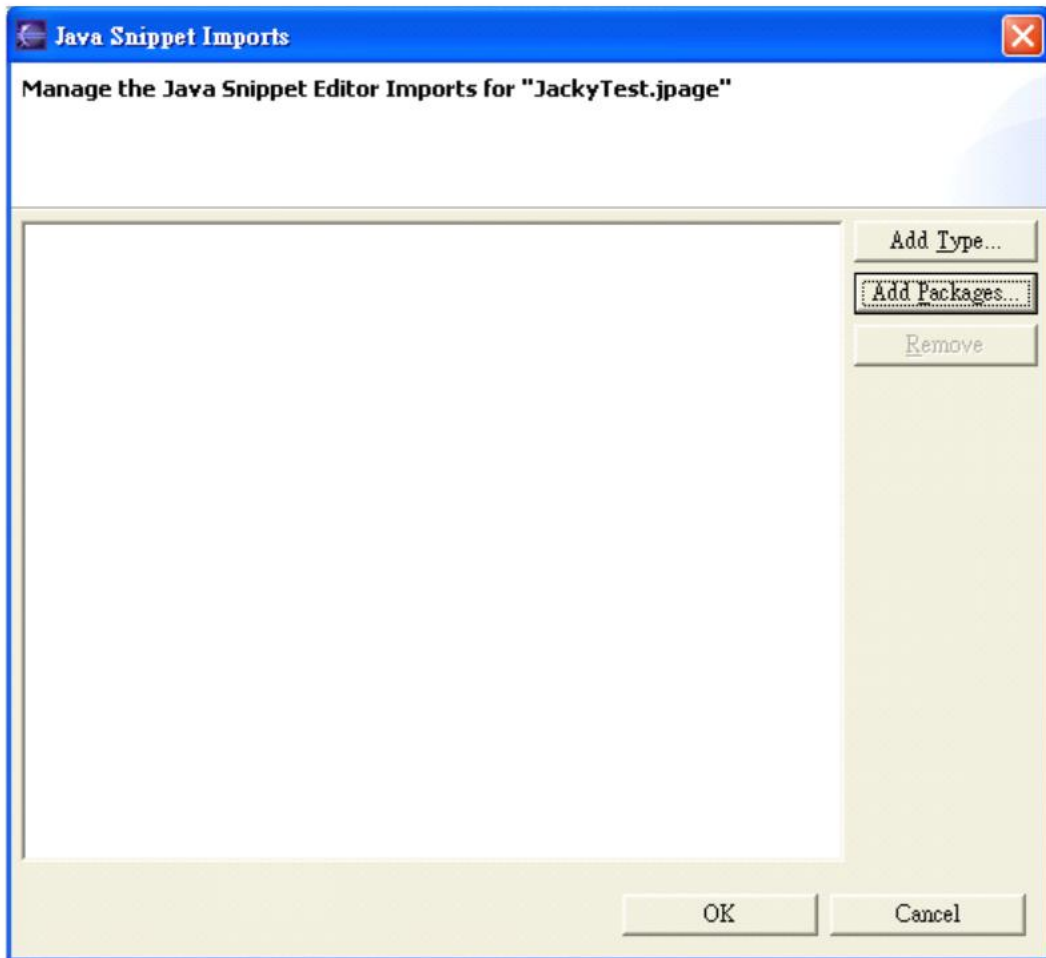 Java Snippet Imports
Manage the Java Snippet Editor Imports for "JackyTest.jpage"
Add Type...
Add Packages...
Remove
OK
Cancel